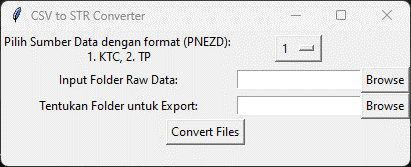 CSV to STR Converter
Pilih Sumber Data dengan format (PNEZD):
1. KTC, 2. TP
1
Input Folder Raw Data:
Browse
Tentukan Folder untuk Export:
Browse
Convert Files